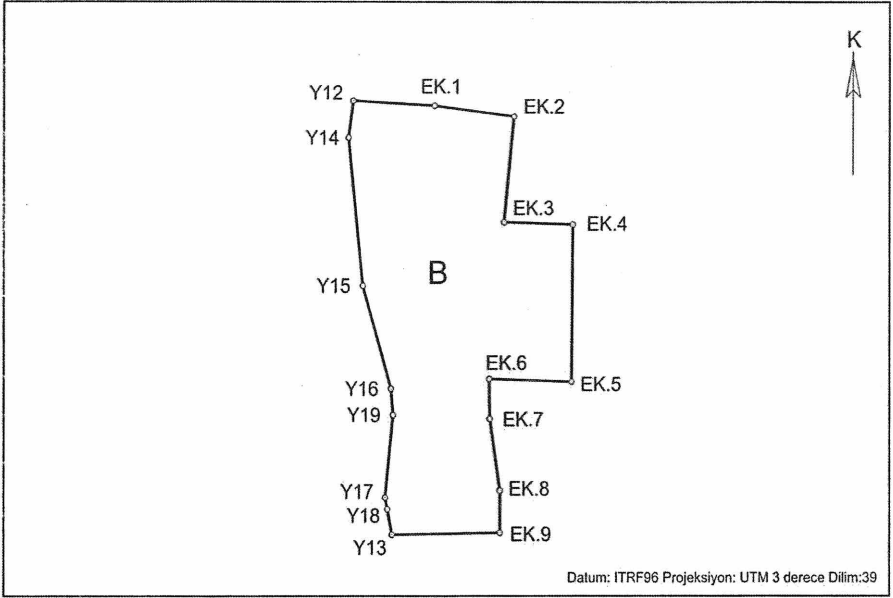 K
Y12
EK.1
EK.2
Y14
EK.3
EK.4
B
Y15
EK.6
EK.5
Y16
Y19
EK.7
Y17
EK.8
Y18
Y13
EK.9
Datum: ITRF96 Projeksiyon: UTM 3 derece Dilim:39